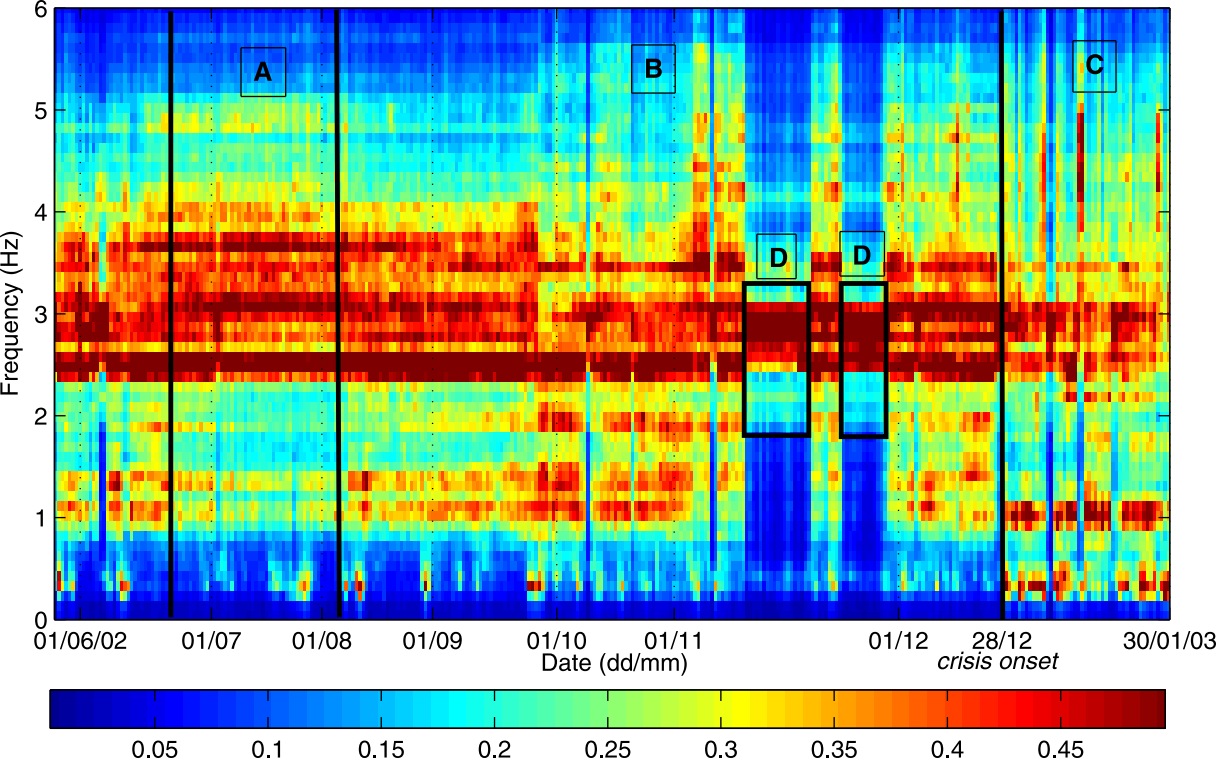 6
A
B
C
5
4
D
D
3
2
1
0
Frequency (Hz)
01/06/02 01/07 01/08 01/09 01/10 01/11 01/12 28/12 30/01/03
Date (dd/mm)
crisis onset
0.05 0.1 0.15 0.2 0.25 0.3 0.35 0.4 0.45